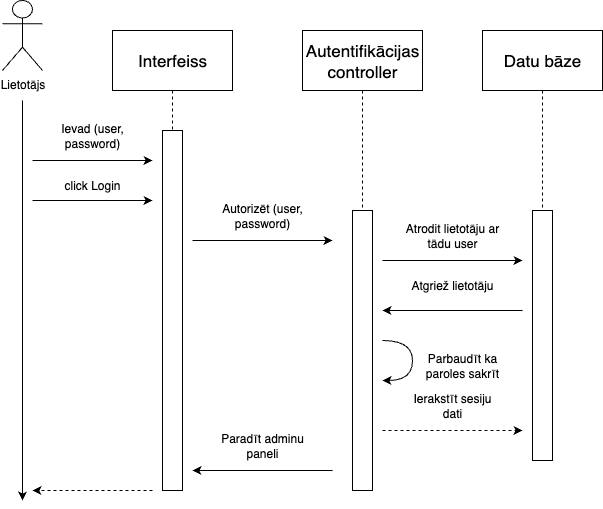 Lietotājs
Interfeiss
Autentifikācijas
controller
Datu bāze
Ievad (user,
password)
click Login
Autorizēt (user,
password)
Atrodit lietotāju ar
tādu user
Atgriež lietotāju
Parbaudīt ka
paroles sakrīt
Ierakstīt sesiju
dati
Paradīt adminu
paneli